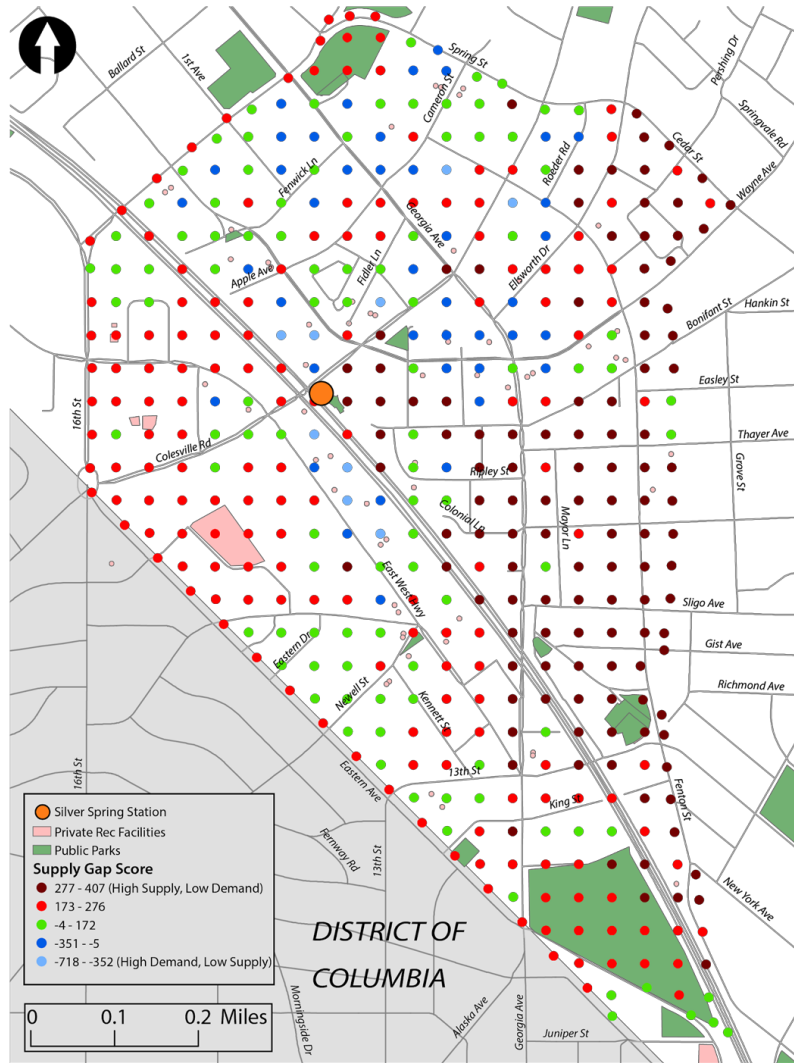 Ballard St
1st Ave
Spring St
Cameron St
Pershing Dr
Springvale Rd
Cedar St
Wayne Ave
Roeder Rd
Fenwick Ln
Georgia Ave
Ellsworth Dr
Apple Ave
Fidler Ln
Bonifant St
Hankin St
Easley St
16th St
Thayer Ave
Colesville Rd
Ripley St
Grove St
Colonial Ln
Mayor Ln
East West Hwy
Sligo Ave
Eastern Dr
Gist Ave
Newell St
Kennett St
Richmond Ave
16th St
Eastern Ave
13th St
King St
Fenton St
Silver Spring Station
Private Rec Facilities
Public Parks
Supply Gap Score
277 - 407 (High Supply, Low Demand)
173 - 276
-4 - 172
-351 - -5
-718 - -352 (High Demand, Low Supply)
Fernway Rd
13th St
New York Ave
DISTRICT OF
COLUMBIA
0 0.1 0.2 Miles
Morningside Dr
Alaska Ave
Georgia Ave
Juniper St